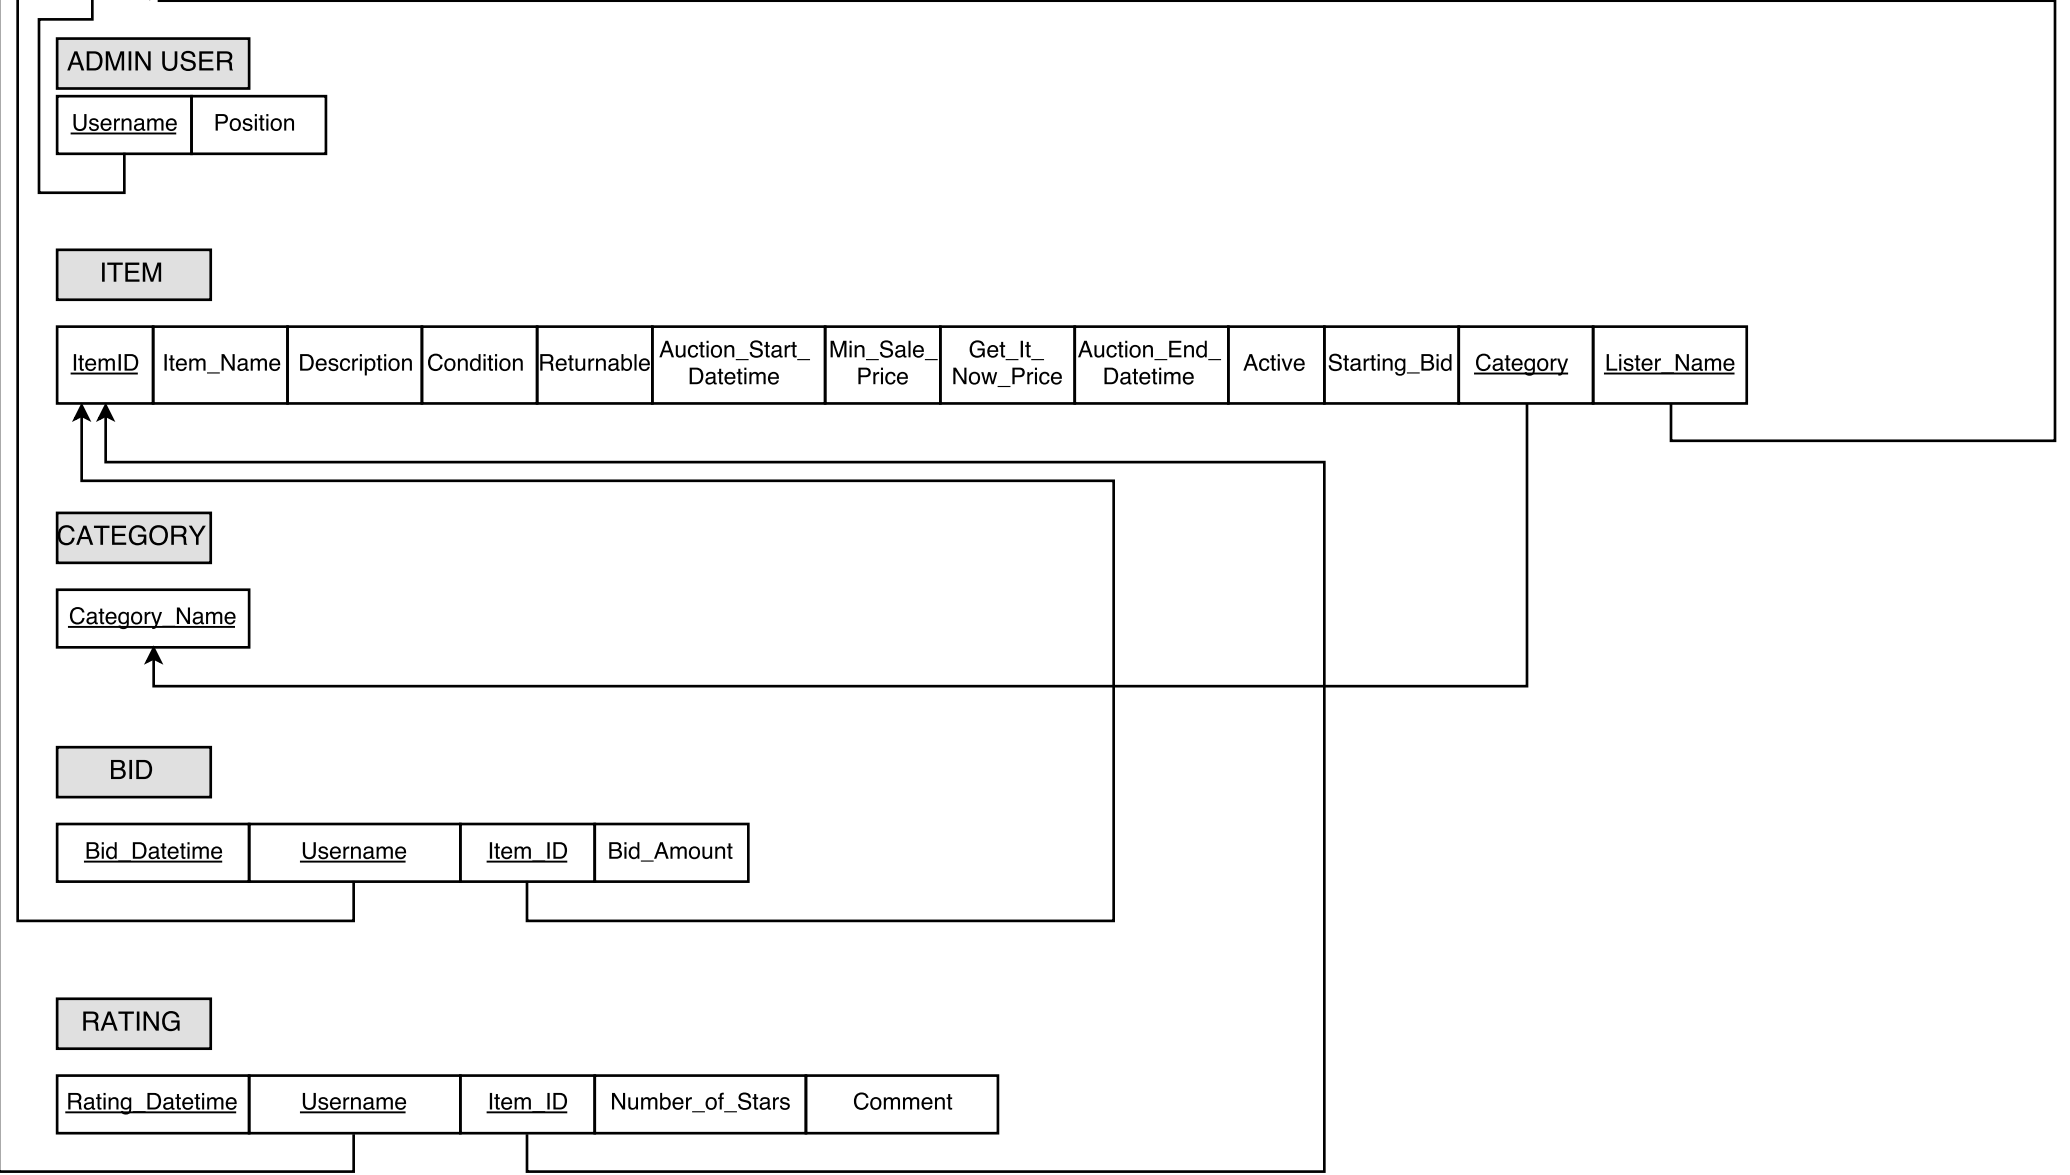 ADMIN USER
Username Position
ITEM
ItemID Item_Name Description Condition Returnable Auction_Start_ Datetime Min_Sale_ Price Get_It_ Now_Price Auction_End_ Datetime Active Starting_Bid Category Lister_Name
CATEGORY
Category_Name
BID
Bid_Datetime Username Item_ID Bid_Amount
RATING
Rating_Datetime Username Item_ID Number_of_Stars Comment